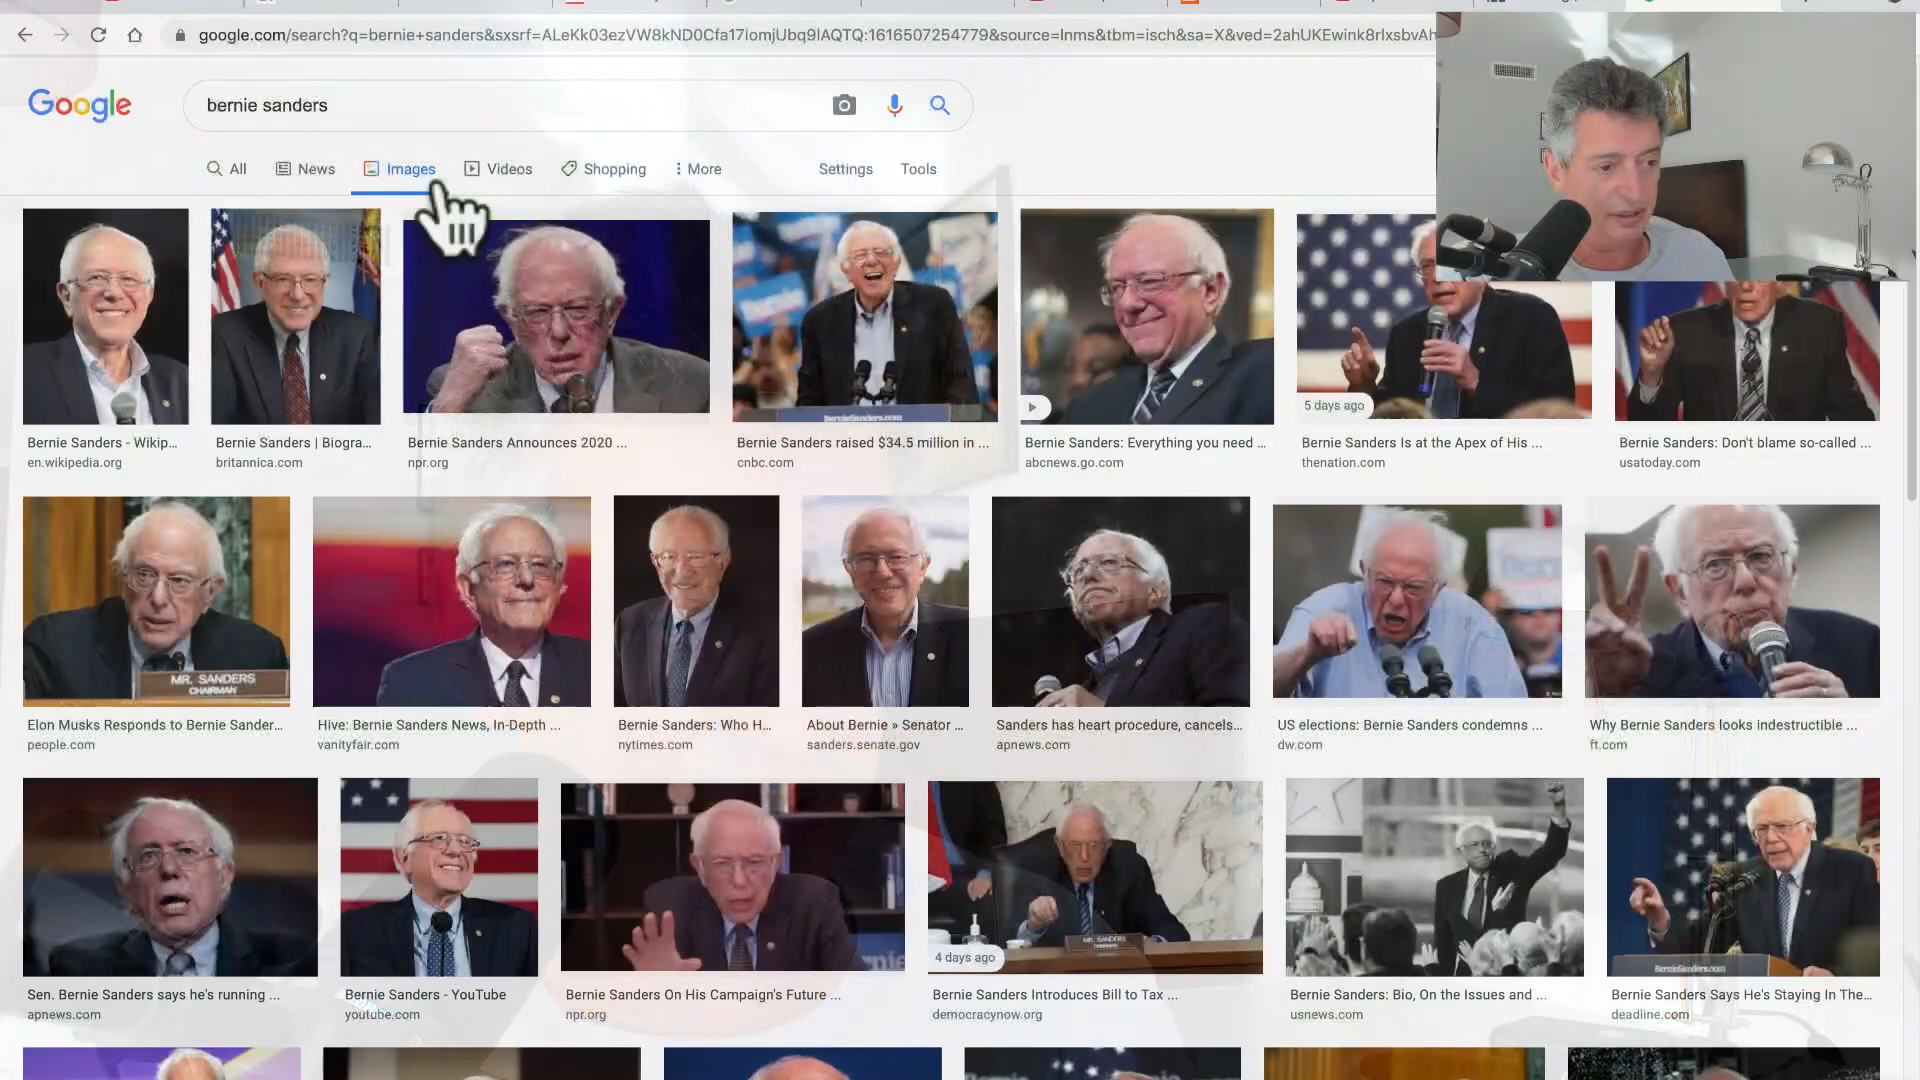 google.com/search?q=bernie+sanders&sxsrf=ALeKk03ezVW8kND0Cfa17lomjUbq9lAQTQ:1616507254779&source=lnms&tbm=isch&sa=X&ved=2ahUKEwink8rlxsbvAh
Google
bernie sanders
All News Images Videos Shopping More Settings Tools
BernieSanders.com
5 days ago
Bernie Sanders - Wikip... Bernie Sanders | Biogra... Bernie Sanders Announces 2020 ... Bernie Sanders raised $34.5 million in ... Bernie Sanders: Everything you need ... Bernie Sanders Is at the Apex of His ... Bernie Sanders: Don't blame so-called ...
en.wikipedia.org britannica.com npr.org cnbc.com abcnews.go.com thenation.com usatoday.com
MR. SANDERS
CHAIRMAN
Elon Musks Responds to Bernie Sander... Hive: Bernie Sanders News, In-Depth ... Bernie Sanders: Who H... About Bernie » Senator ... Sanders has heart procedure, cancels... US elections: Bernie Sanders condemns ... Why Bernie Sanders looks indestructible ...
people.com vanityfair.com nytimes.com sanders.senate.gov apnews.com dw.com ft.com
MR. SANDERS
4 days ago
BernieSanders.com
Sen. Bernie Sanders says he's running ... Bernie Sanders - YouTube Bernie Sanders On His Campaign's Future ... Bernie Sanders Introduces Bill to Tax ... Bernie Sanders: Bio, On the Issues and ... Bernie Sanders Says He's Staying In The...
apnews.com youtube.com npr.org democracynow.org usnews.com deadline.com